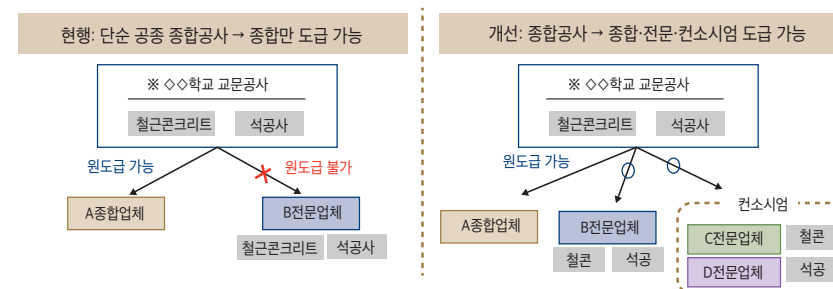 현행: 단순 공종 종합공사 → 종합만 도급 가능
※ ◇◇학교 교문공사
철근콘크리트 석공사
원도급 가능 원도급 불가
A종합업체 B전문업체
철근콘크리트 석공사
개선: 종합공사 → 종합·전문·컨소시엄 도급 가능
※ ◇◇학교 교문공사
철근콘크리트 석공사
원도급 가능
컨소시엄
A종합업체 B전문업체
철콘 석공
C전문업체 철콘
D전문업체 석공